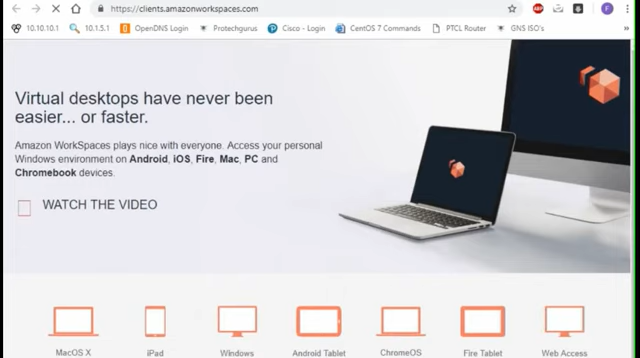 https://clients.amazonworkspaces.com
ABP
F
10.10.10.1 10.1.5.1 OpenDNS Login Protechgurus Cisco - Login CentOS 7 Commands PTCL Router GNS ISO's »
Virtual desktops have never been
easier... or faster.
Amazon WorkSpaces plays nice with everyone. Access your personal
Windows environment on Android, iOS, Fire, Mac, PC and
Chromebook devices.
WATCH THE VIDEO
MacOS X iPad Windows Android Tablet ChromeOS Fire Tablet Web Access